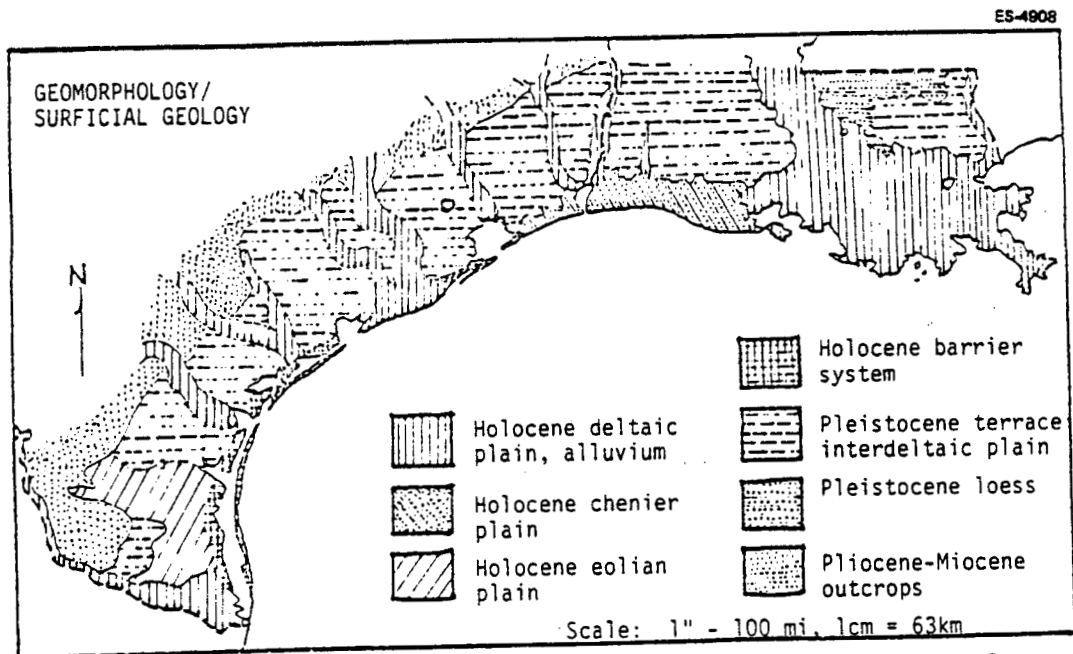 ES-4908
GEOMORPHOLOGY/
SURFICIAL GEOLOGY
N
Holocene deltaic
plain, alluvium
Holocene chenier
plain
Holocene eolian
plain
Holocene barrier
system
Pleistocene terrace
interdeltaic plain
Pleistocene loess
Pliocene-Miocene
outcrops
Scale: 1" - 100 mi, 1cm = 63km